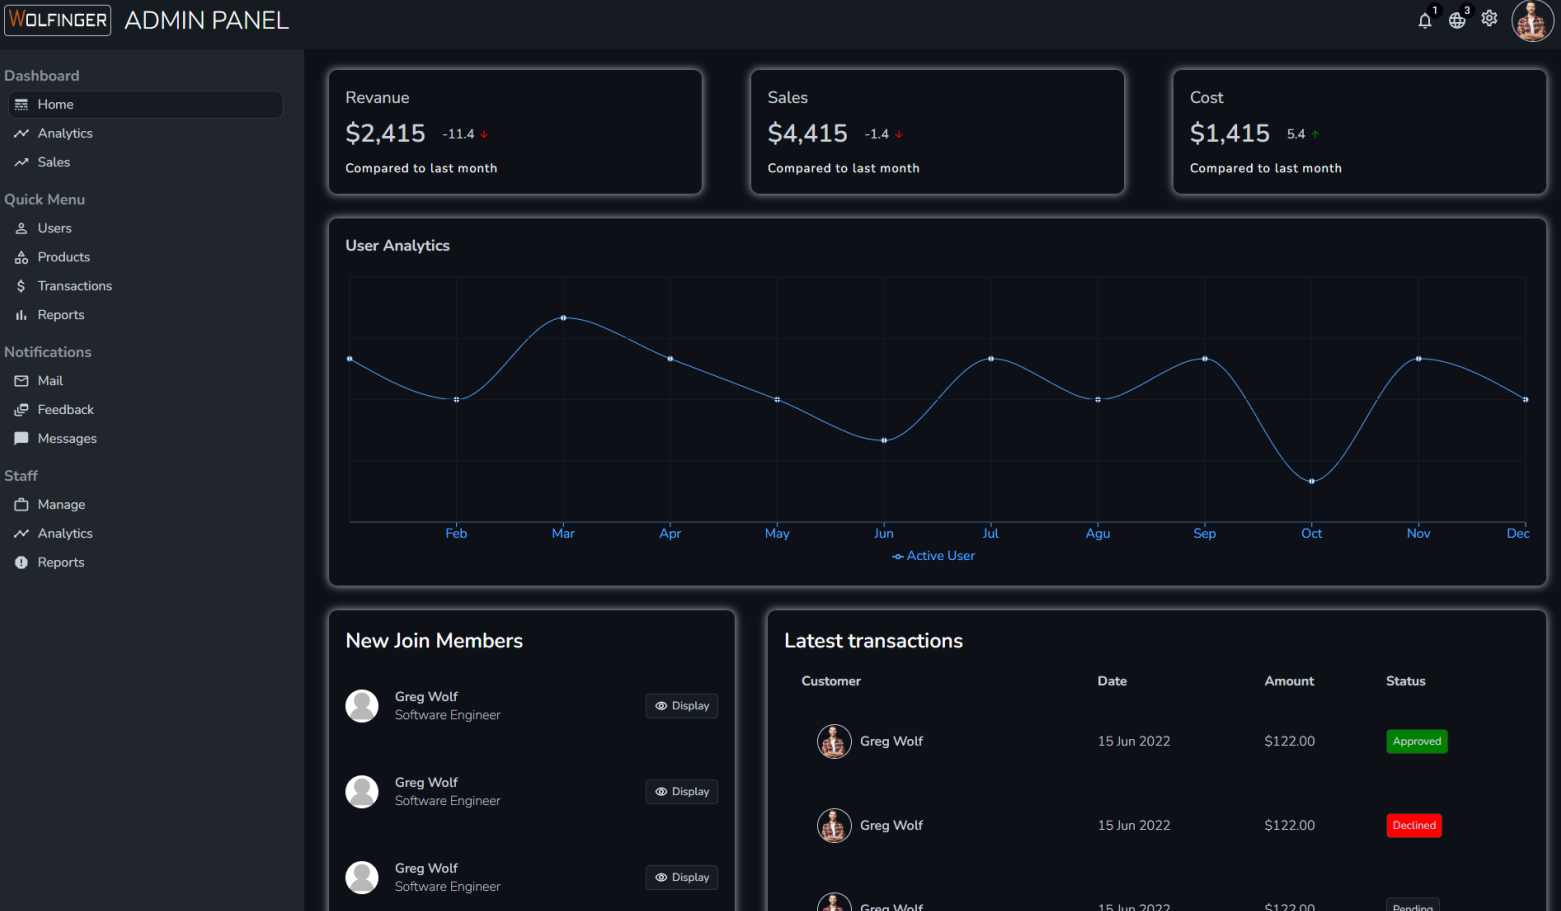 WOLFINGER ADMIN PANEL
1
3
Dashboard
Home
Analytics
Sales
Quick Menu
Users
Products
Transactions
Reports
Notifications
Mail
Feedback
Messages
Staff
Manage
Analytics
Reports
Revanue
$2,415 -11.4
Compared to last month
Sales
$4,415 -1.4
Compared to last month
Cost
$1,415 5.4
Compared to last month
User Analytics
Feb Mar Apr May Jun Jul Agu Sep Oct Nov Dec
Active User
New Join Members
Greg Wolf
Software Engineer
Display
Greg Wolf
Software Engineer
Display
Greg Wolf
Software Engineer
Display
Latest transactions
Customer Date Amount Status
Greg Wolf 15 Jun 2022 $122.00 Approved
Greg Wolf 15 Jun 2022 $122.00 Declined
Greg Wolf 15 Jun 2022 $122.00 Pending